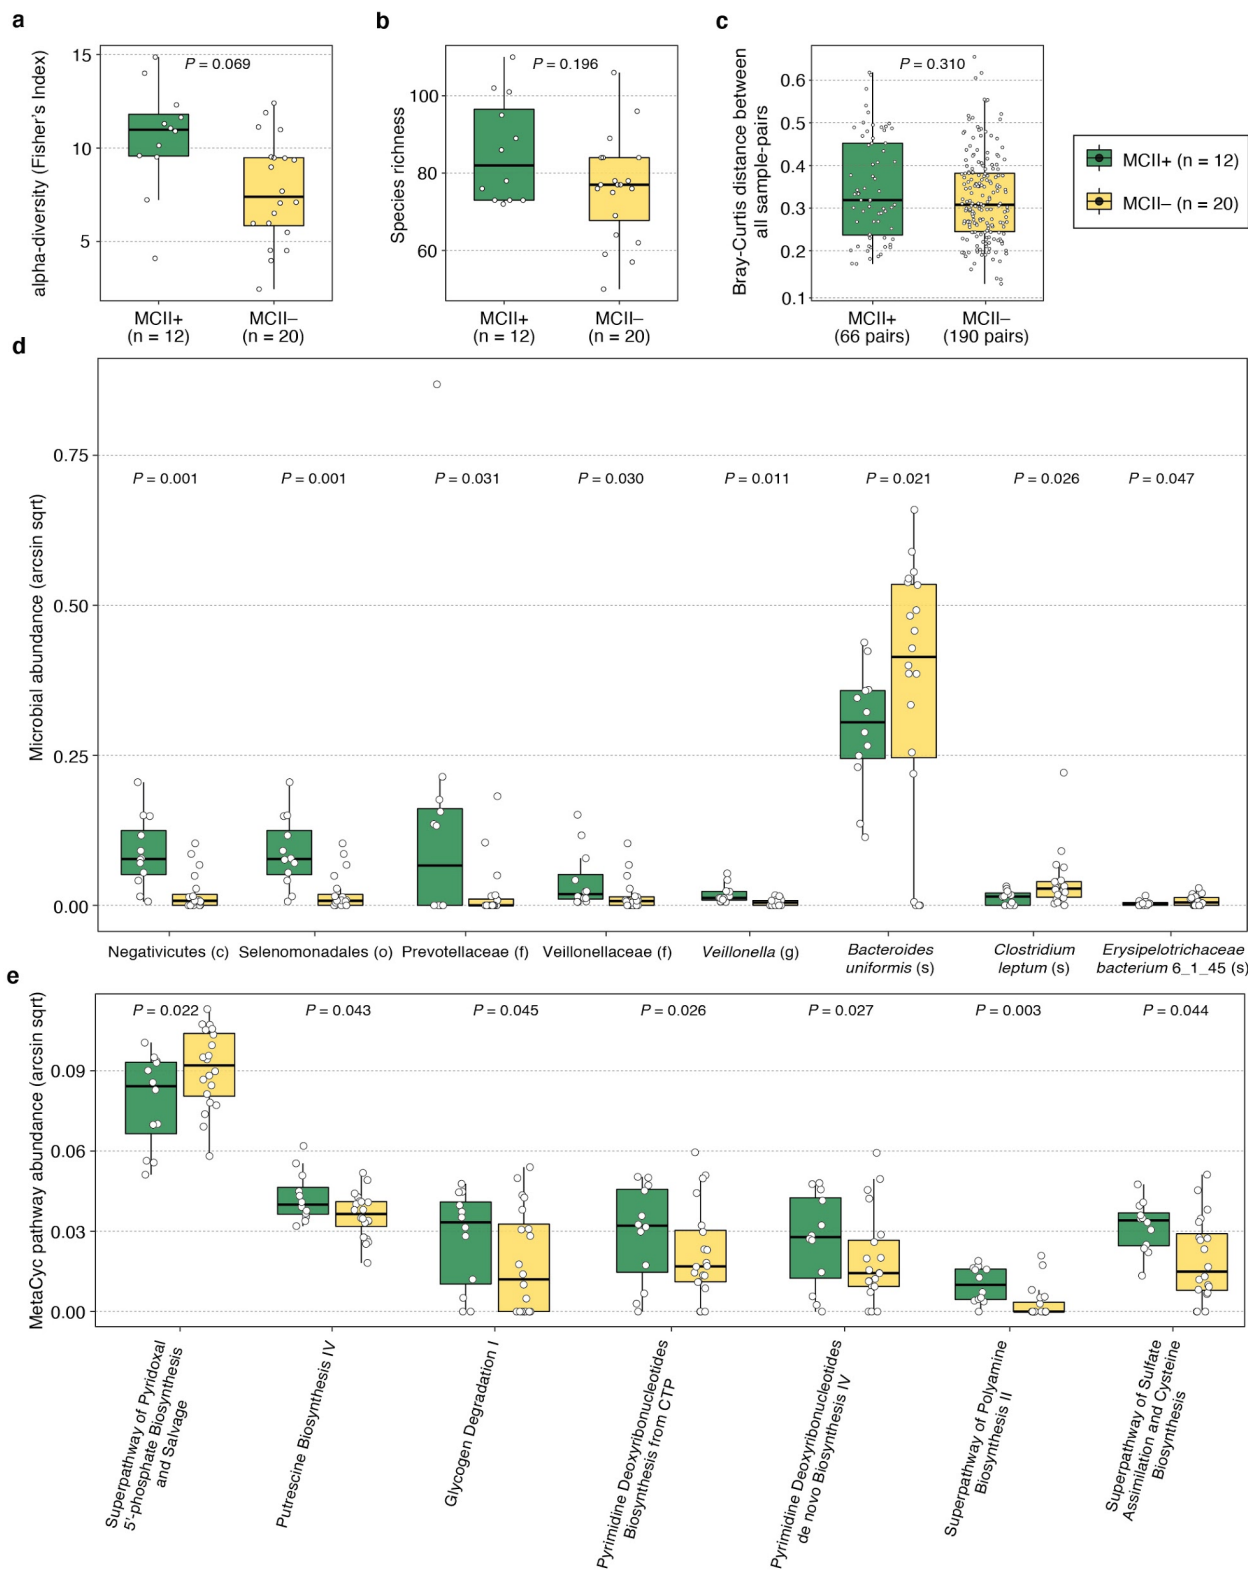 a
b
c
alpha-diversity (Fisher's Index)
15
10
5
P = 0.069
MCII+
(n = 12)
MCII–
(n = 20)
Species richness
100
80
60
P = 0.196
MCII+
(n = 12)
MCII–
(n = 20)
Bray-Curtis distance between
all sample-pairs
0.6
0.5
0.4
0.3
0.2
0.1
P = 0.310
MCII+
(66 pairs)
MCII–
(190 pairs)
MCII+ (n = 12)
MCII– (n = 20)
d
Microbial abundance (arcsin sqrt)
0.75
0.50
0.25
0.00
P = 0.001
P = 0.001
P = 0.031
P = 0.030
P = 0.011
P = 0.021
P = 0.026
P = 0.047
Negativicutes (c)
Selenomonadales (o)
Prevotellaceae (f)
Veillonellaceae (f)
Veillonella (g)
Bacteroides
uniformis (s)
Clostridium
leptum (s)
Erysipelotrichaceae
bacterium 6_1_45 (s)
e
MetaCyc pathway abundance (arcsin sqrt)
0.09
0.06
0.03
0.00
P = 0.022
P = 0.043
P = 0.045
P = 0.026
P = 0.027
P = 0.003
P = 0.044
Superpathway of Pyridoxal
5'-phosphate Biosynthesis
and Salvage
Putrescine Biosynthesis IV
Glycogen Degradation I
Pyrimidine Deoxyribonucleotides
Biosynthesis from CTP
Pyrimidine Deoxyribonucleotides
de novo Biosynthesis IV
Superpathway of Polyamine
Biosynthesis II
Superpathway of Sulfate
Assimilation and Cysteine
Biosynthesis